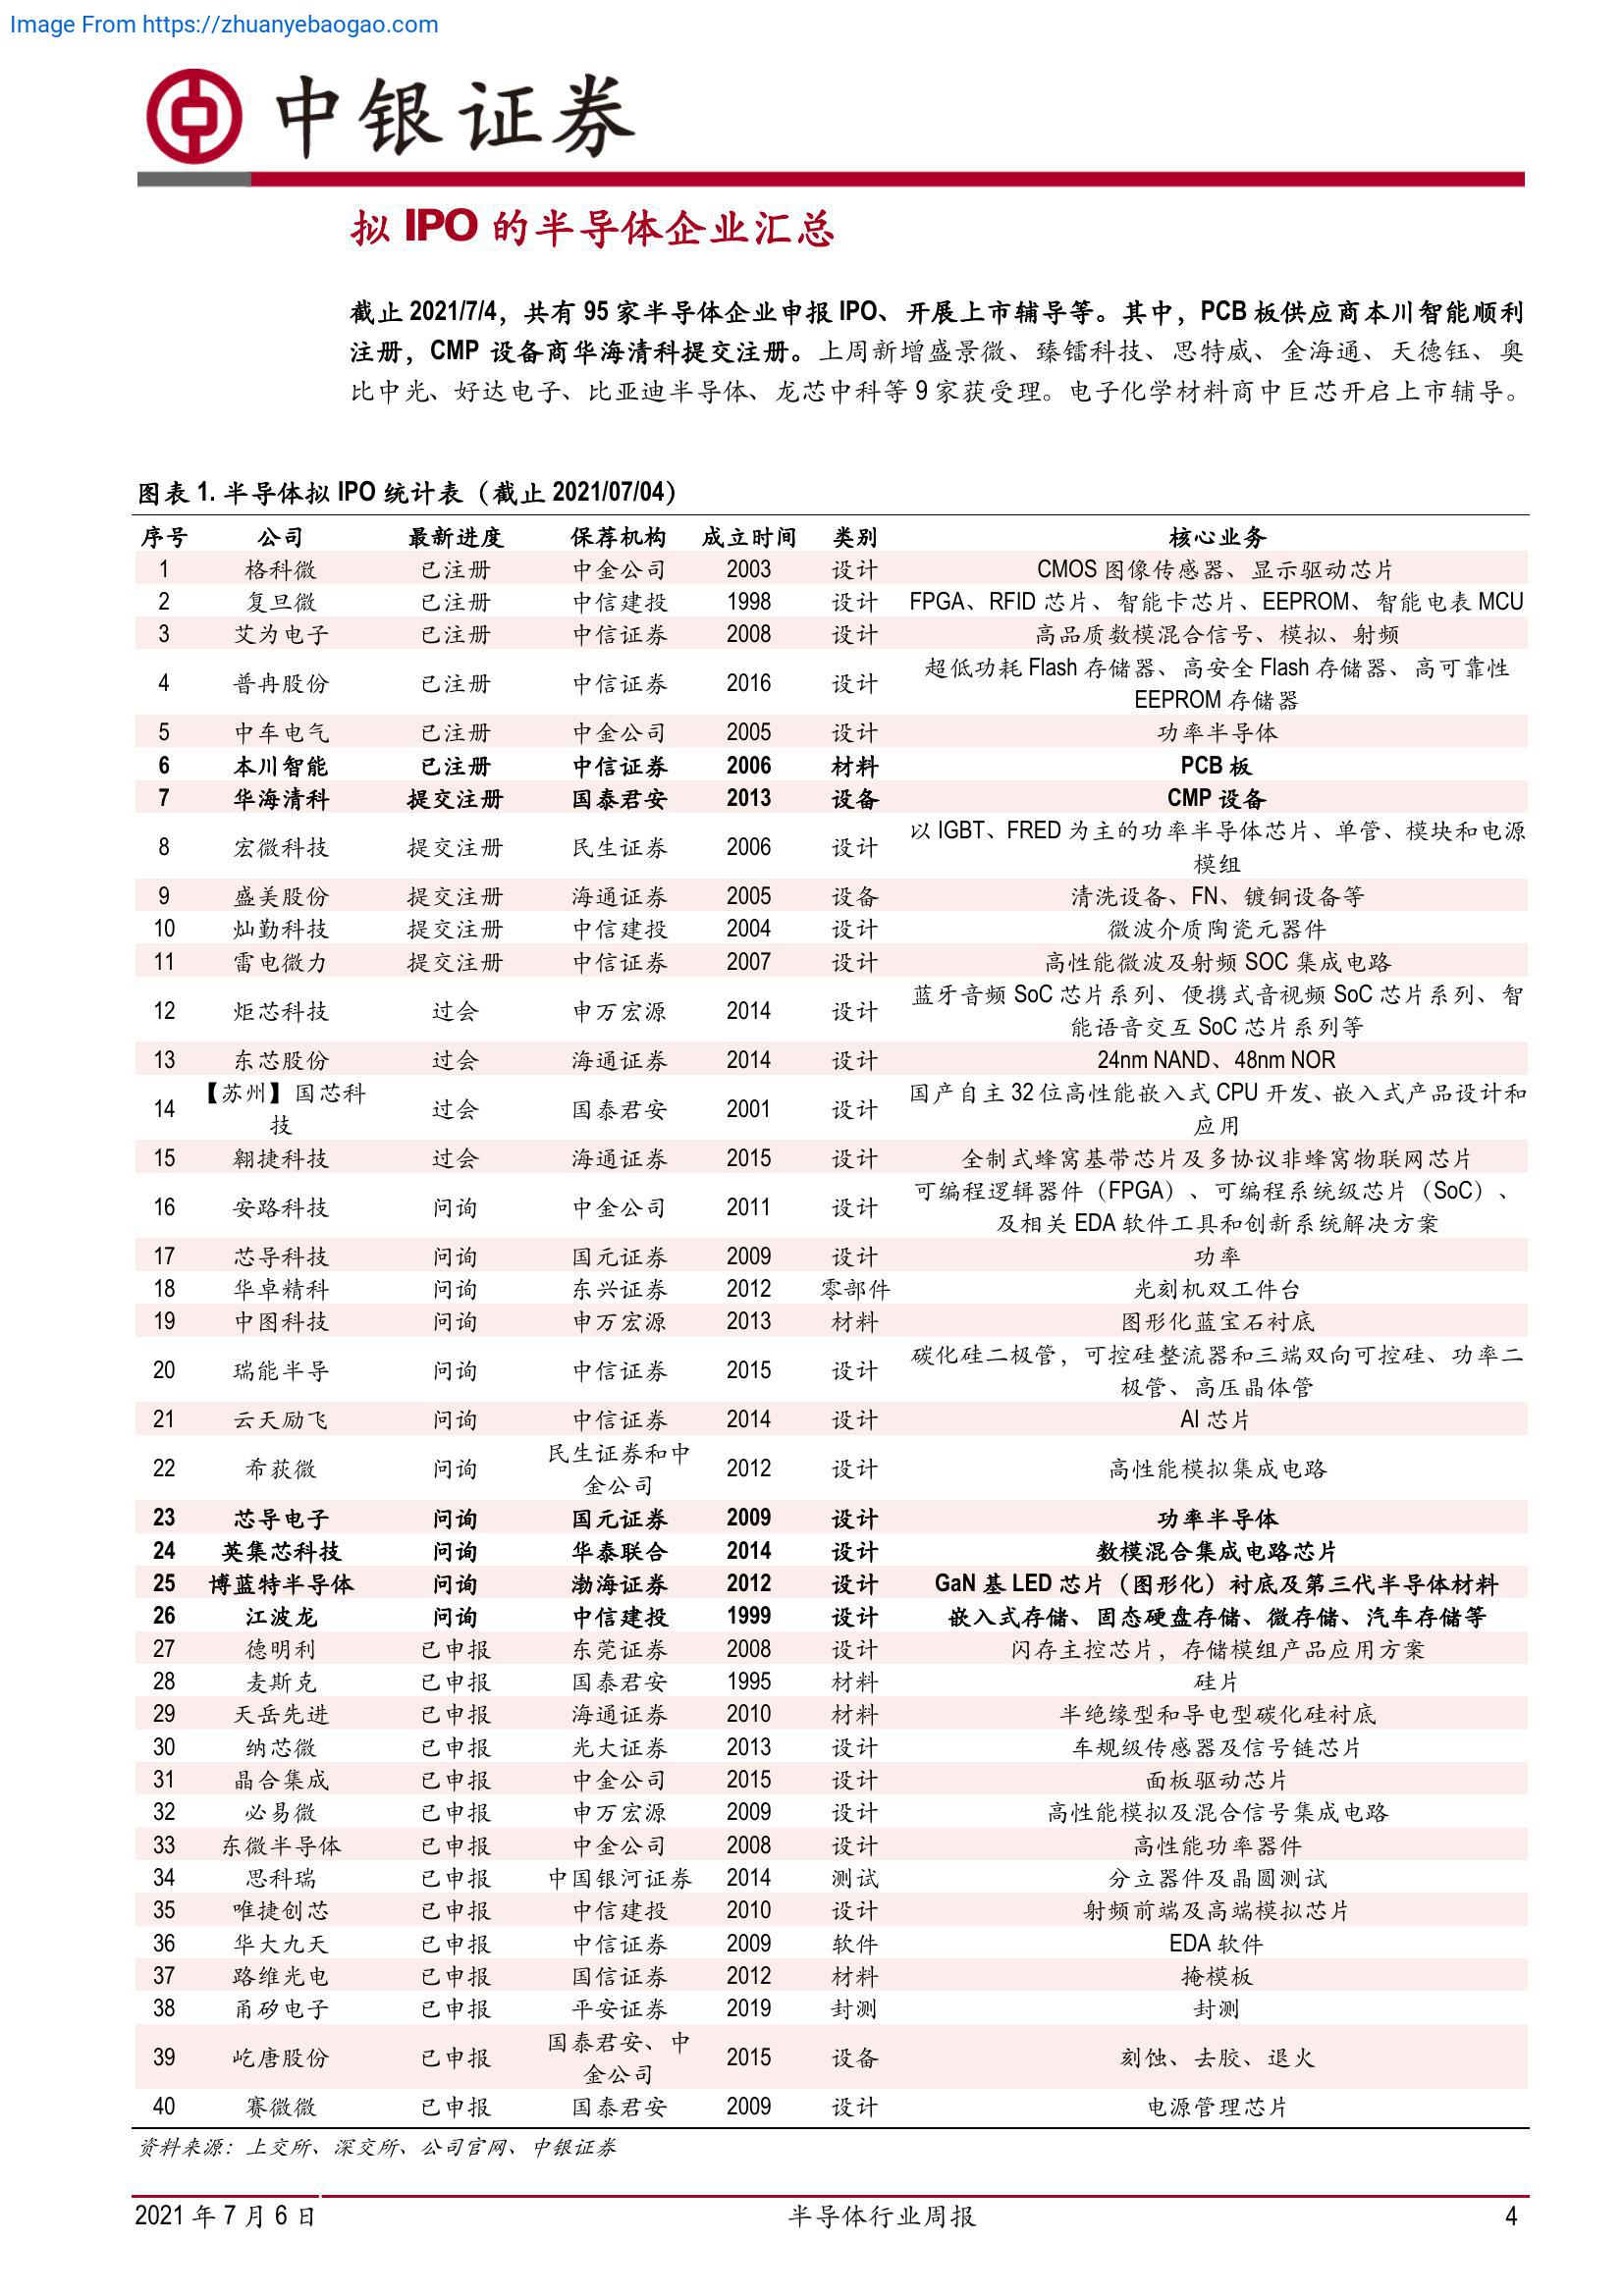 Image From https://zhuanyebaogao.com
中银证券
拟 IPO 的半导体企业汇总
截止 2021/7/4，共有 95 家半导体企业申报 IPO、开展上市辅导等。其中，PCB 板供应商本川智能顺利
注册，CMP 设备商华海清科提交注册。上周新增盛景微、臻镭科技、思特威、金海通、天德钰、奥
比中光、好达电子、比亚迪半导体、龙芯中科等 9 家获受理。电子化学材料商中巨芯开启上市辅导。
图表 1. 半导体拟 IPO 统计表（截止 2021/07/04）
序号 公司 最新进度 保荐机构 成立时间 类别 核心业务
1 格科微 已注册 中金公司 2003 设计 CMOS 图像传感器、显示驱动芯片
2 复旦微 已注册 中信建投 1998 设计 FPGA、RFID 芯片、智能卡芯片、EEPROM、智能电表 MCU
3 艾为电子 已注册 中信证券 2008 设计 高品质数模混合信号、模拟、射频
4 普冉股份 已注册 中信证券 2016 设计 超低功耗 Flash 存储器、高安全 Flash 存储器、高可靠性
EEPROM 存储器
5 中车电气 已注册 中金公司 2005 设计 功率半导体
6 本川智能 已注册 中信证券 2006 材料 PCB 板
7 华海清科 提交注册 国泰君安 2013 设备 CMP 设备
8 宏微科技 提交注册 民生证券 2006 设计 以 IGBT、FRED 为主的功率半导体芯片、单管、模块和电源
模组
9 盛美股份 提交注册 海通证券 2005 设备 清洗设备、FN、镀铜设备等
10 灿勤科技 提交注册 中信建投 2004 设计 微波介质陶瓷元器件
11 雷电微力 提交注册 中信证券 2007 设计 高性能微波及射频 SOC 集成电路
12 炬芯科技 过会 申万宏源 2014 设计 蓝牙音频 SoC 芯片系列、便携式音视频 SoC 芯片系列、智
能语音交互 SoC 芯片系列等
13 东芯股份 过会 海通证券 2014 设计 24nm NAND、48nm NOR
14 【苏州】国芯科 过会 国泰君安 2001 设计 国产自主 32 位高性能嵌入式 CPU 开发、嵌入式产品设计和
技 应用
15 翱捷科技 过会 海通证券 2015 设计 全制式蜂窝基带芯片及多协议非蜂窝物联网芯片
16 安路科技 问询 中金公司 2011 设计 可编程逻辑器件（FPGA）、可编程系统级芯片（SoC）、
及相关 EDA 软件工具和创新系统解决方案
17 芯导科技 问询 国元证券 2009 设计 功率
18 华卓精科 问询 东兴证券 2012 零部件 光刻机双工件台
19 中图科技 问询 申万宏源 2013 材料 图形化蓝宝石衬底
20 瑞能半导 问询 中信证券 2015 设计 碳化硅二极管，可控硅整流器和三端双向可控硅、功率二
极管、高压晶体管
21 云天励飞 问询 中信证券 2014 设计 AI 芯片
22 希荻微 问询 民生证券和中 2012 设计 高性能模拟集成电路
金公司
23 芯导电子 问询 国元证券 2009 设计 功率半导体
24 英集芯科技 问询 华泰联合 2014 设计 数模混合集成电路芯片
25 博蓝特半导体 问询 渤海证券 2012 设计 GaN 基 LED 芯片（图形化）衬底及第三代半导体材料
26 江波龙 问询 中信建投 1999 设计 嵌入式存储、固态硬盘存储、微存储、汽车存储等
27 德明利 已申报 东莞证券 2008 设计 闪存主控芯片，存储模组产品应用方案
28 麦斯克 已申报 国泰君安 1995 材料 硅片
29 天岳先进 已申报 海通证券 2010 材料 半绝缘型和导电型碳化硅衬底
30 纳芯微 已申报 光大证券 2013 设计 车规级传感器及信号链芯片
31 晶合集成 已申报 中金公司 2015 设计 面板驱动芯片
32 必易微 已申报 申万宏源 2009 设计 高性能模拟及混合信号集成电路
33 东微半导体 已申报 中金公司 2008 设计 高性能功率器件
34 思科瑞 已申报 中国银河证券 2014 测试 分立器件及晶圆测试
35 唯捷创芯 已申报 中信建投 2010 设计 射频前端及高端模拟芯片
36 华大九天 已申报 中信证券 2009 软件 EDA 软件
37 路维光电 已申报 国信证券 2012 材料 掩模板
38 甬矽电子 已申报 平安证券 2019 封测 封测
39 屹唐股份 已申报 国泰君安、中 2015 设备 刻蚀、去胶、退火
金公司
40 赛微微 已申报 国泰君安 2009 设计 电源管理芯片
资料来源：上交所、深交所、公司官网、中银证券
2021 年 7 月 6 日 半导体行业周报 4